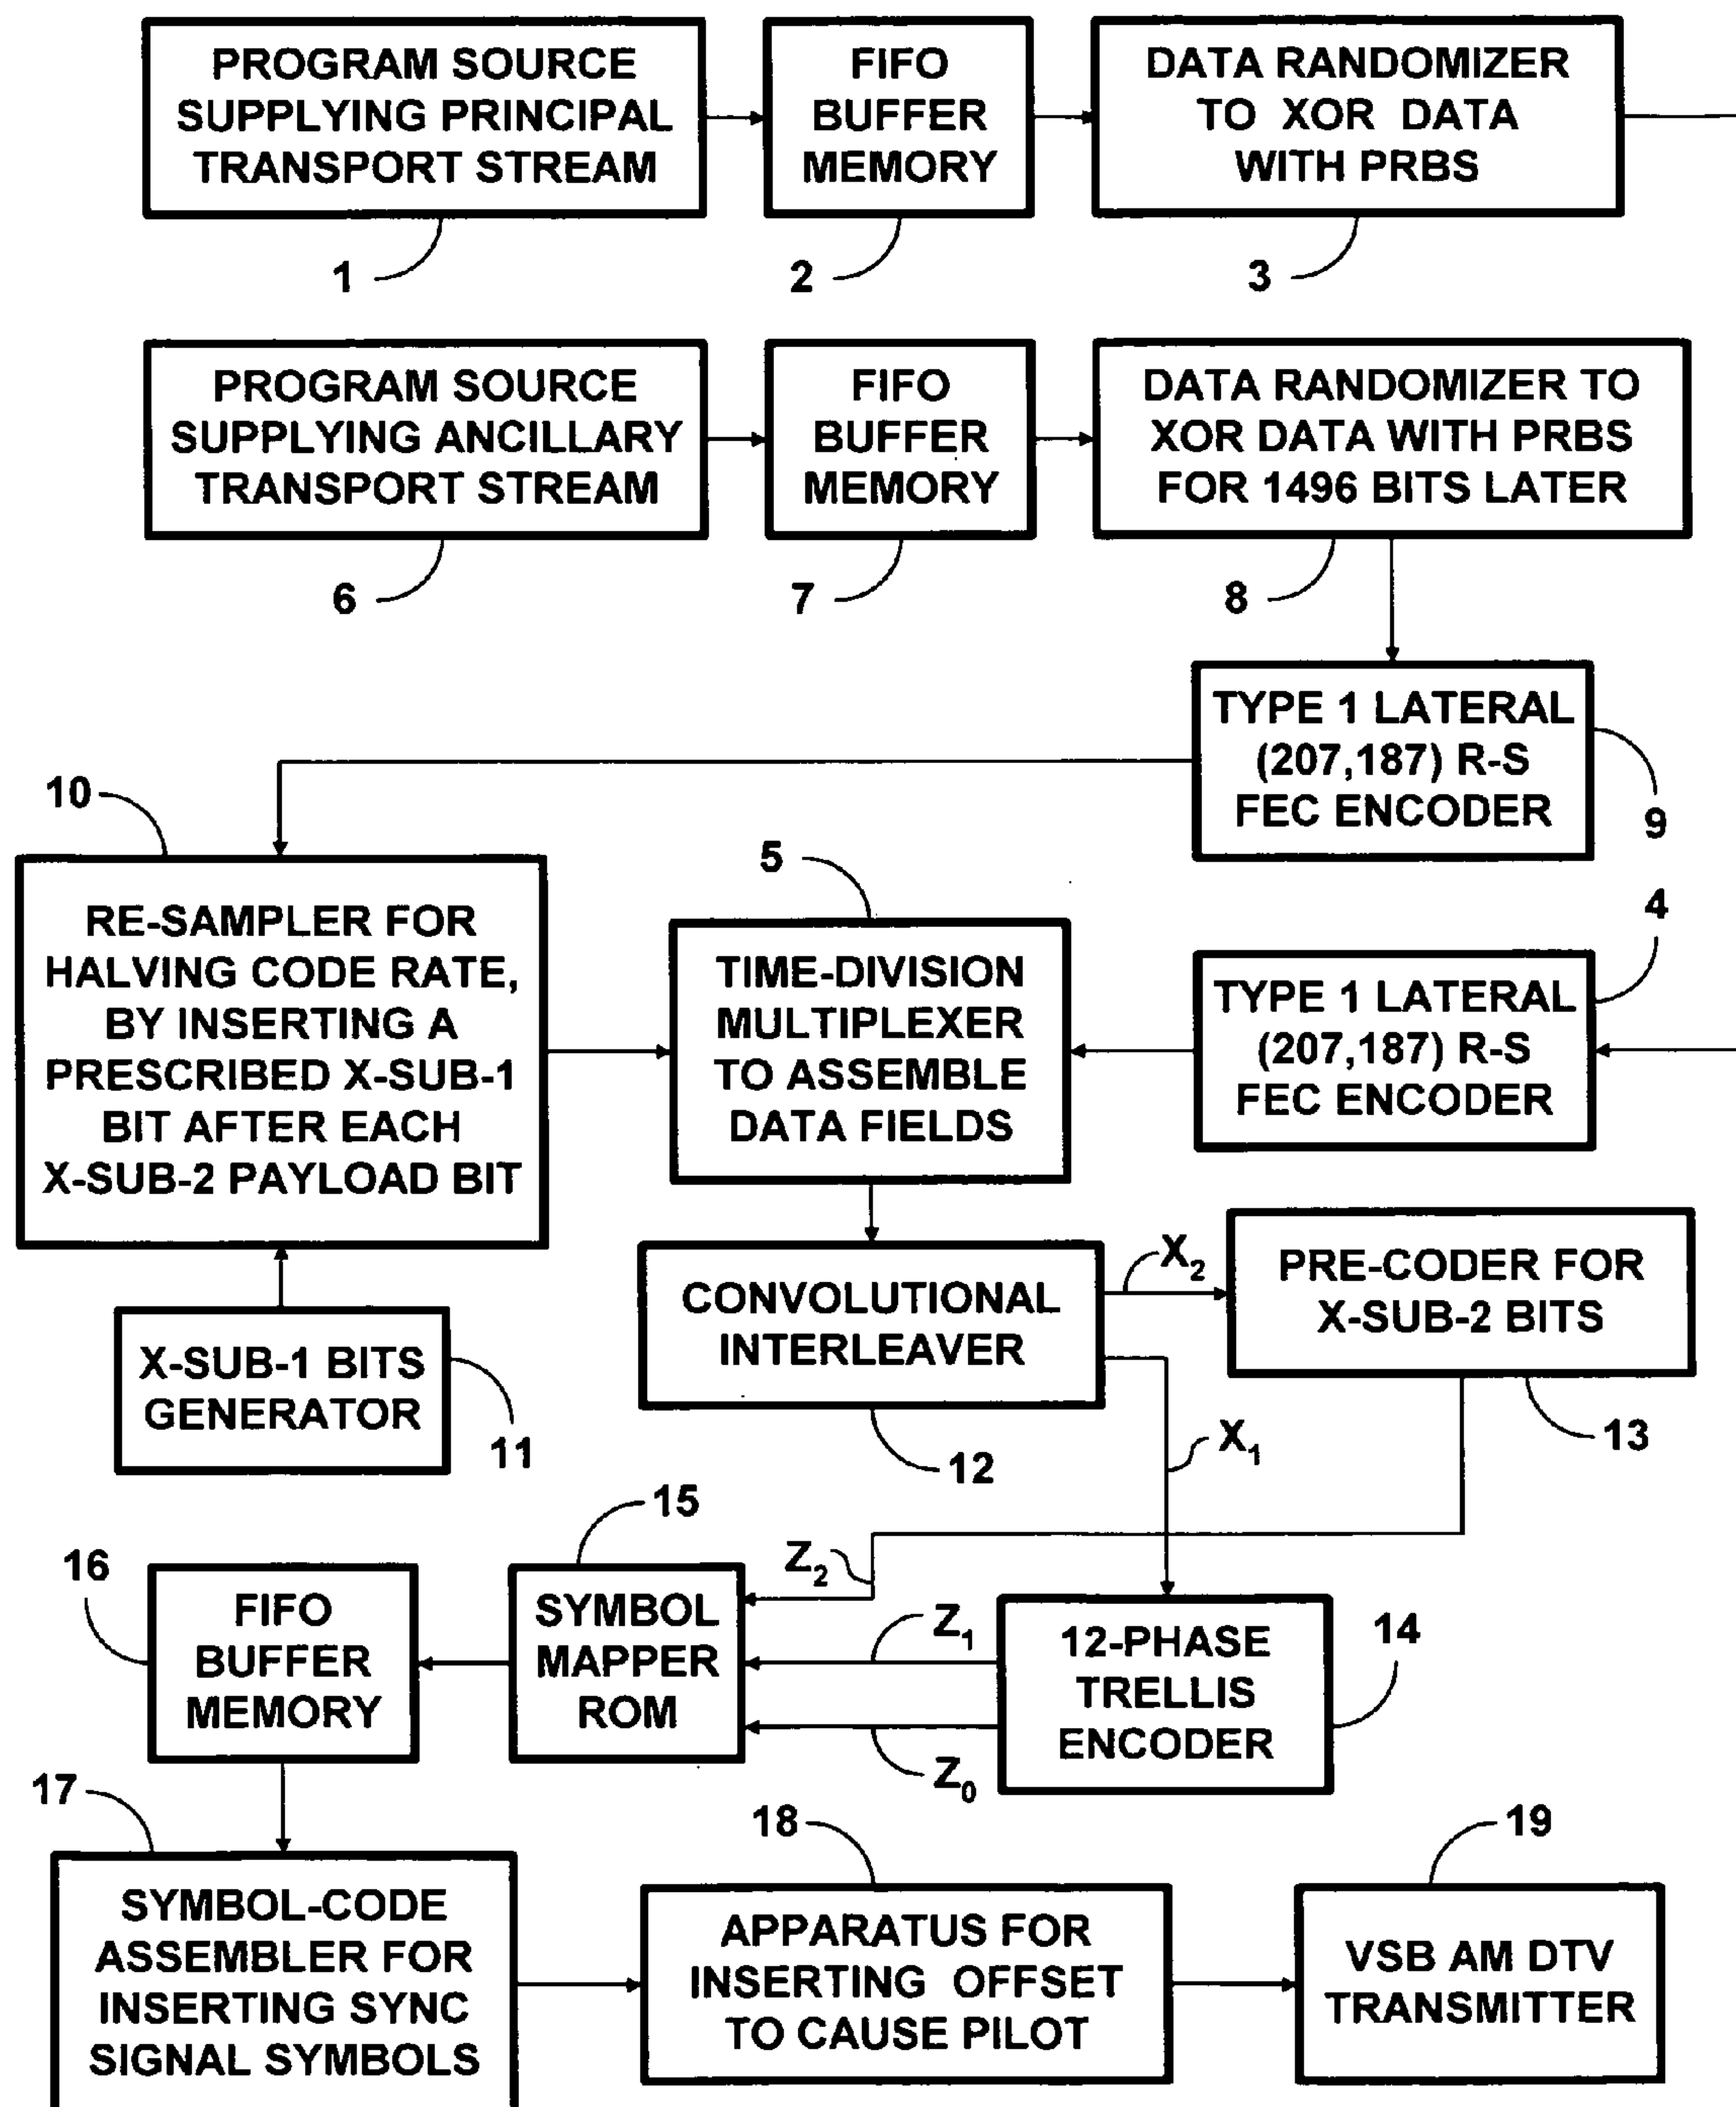 PROGRAM SOURCE
SUPPLYING PRINCIPAL
TRANSPORT STREAM
FIFO
BUFFER
MEMORY
DATA RANDOMIZER
TO XOR DATA
WITH PRBS
1
2
3
PROGRAM SOURCE
SUPPLYING ANCILLARY
TRANSPORT STREAM
FIFO
BUFFER
MEMORY
DATA RANDOMIZER TO
XOR DATA WITH PRBS
FOR 1496 BITS LATER
6
7
8
TYPE 1 LATERAL
(207,187) R-S
FEC ENCODER
9
10
RE-SAMPLER FOR
HALVING CODE RATE,
BY INSERTING A
PRESCRIBED X-SUB-1
BIT AFTER EACH
X-SUB-2 PAYLOAD BIT
5
TIME-DIVISION
MULTIPLEXER
TO ASSEMBLE
DATA FIELDS
4
TYPE 1 LATERAL
(207,187) R-S
FEC ENCODER
X-SUB-1 BITS
GENERATOR
11
CONVOLUTIONAL
INTERLEAVER
12
X₂
PRE-CODER FOR
X-SUB-2 BITS
13
X₁
15
16
FIFO
BUFFER
MEMORY
SYMBOL
MAPPER
ROM
Z₂
Z₁
Z₀
12-PHASE
TRELLIS
ENCODER
14
17
SYMBOL-CODE
ASSEMBLER FOR
INSERTING SYNC
SIGNAL SYMBOLS
18
APPARATUS FOR
INSERTING OFFSET
TO CAUSE PILOT
19
VSB AM DTV
TRANSMITTER